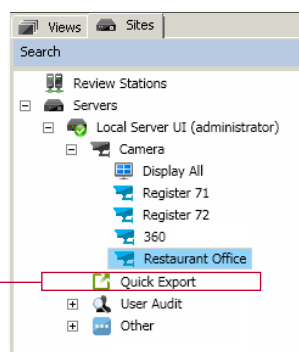 Views Sites
Search
Review Stations
Servers
Local Server UI (administrator)
Camera
Display All
Register 71
Register 72
360
Restaurant Office
Quick Export
User Audit
Other